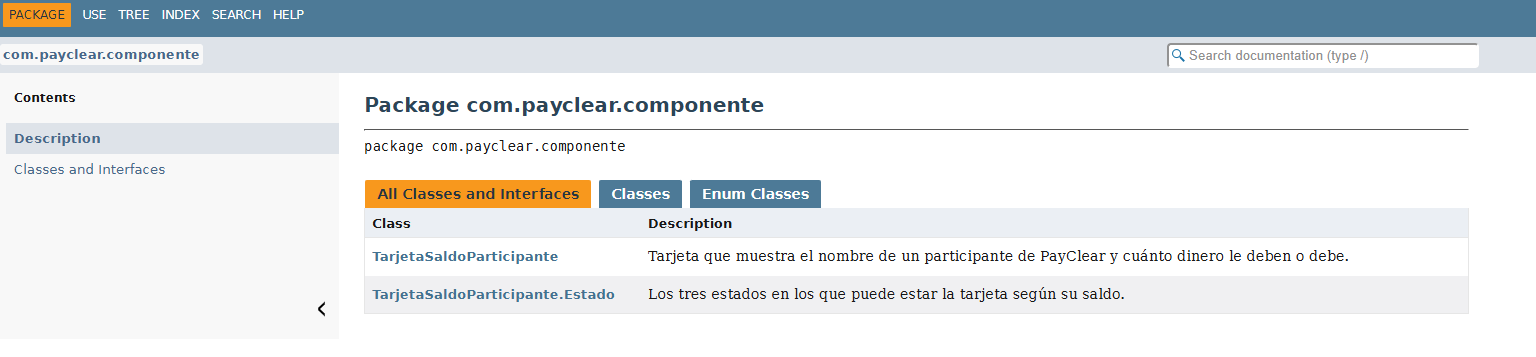 PACKAGE USE TREE INDEX SEARCH HELP
com.payclear.componente
Search documentation (type /)
Contents
Description
Classes and Interfaces
Package com.payclear.componente
package com.payclear.componente
All Classes and Interfaces Classes Enum Classes
Class Description
TarjetaSaldoParticipante Tarjeta que muestra el nombre de un participante de PayClear y cuánto dinero le deben o debe.
TarjetaSaldoParticipante.Estado Los tres estados en los que puede estar la tarjeta según su saldo.